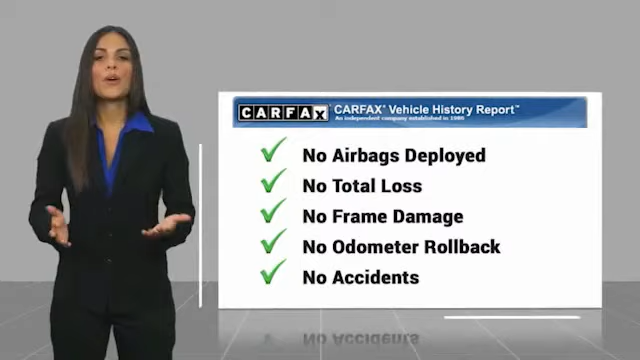 CARFAX CARFAX® Vehicle History Report™
An independent company established in 1986
No Airbags Deployed
No Total Loss
No Frame Damage
No Odometer Rollback
No Accidents
No Accidents